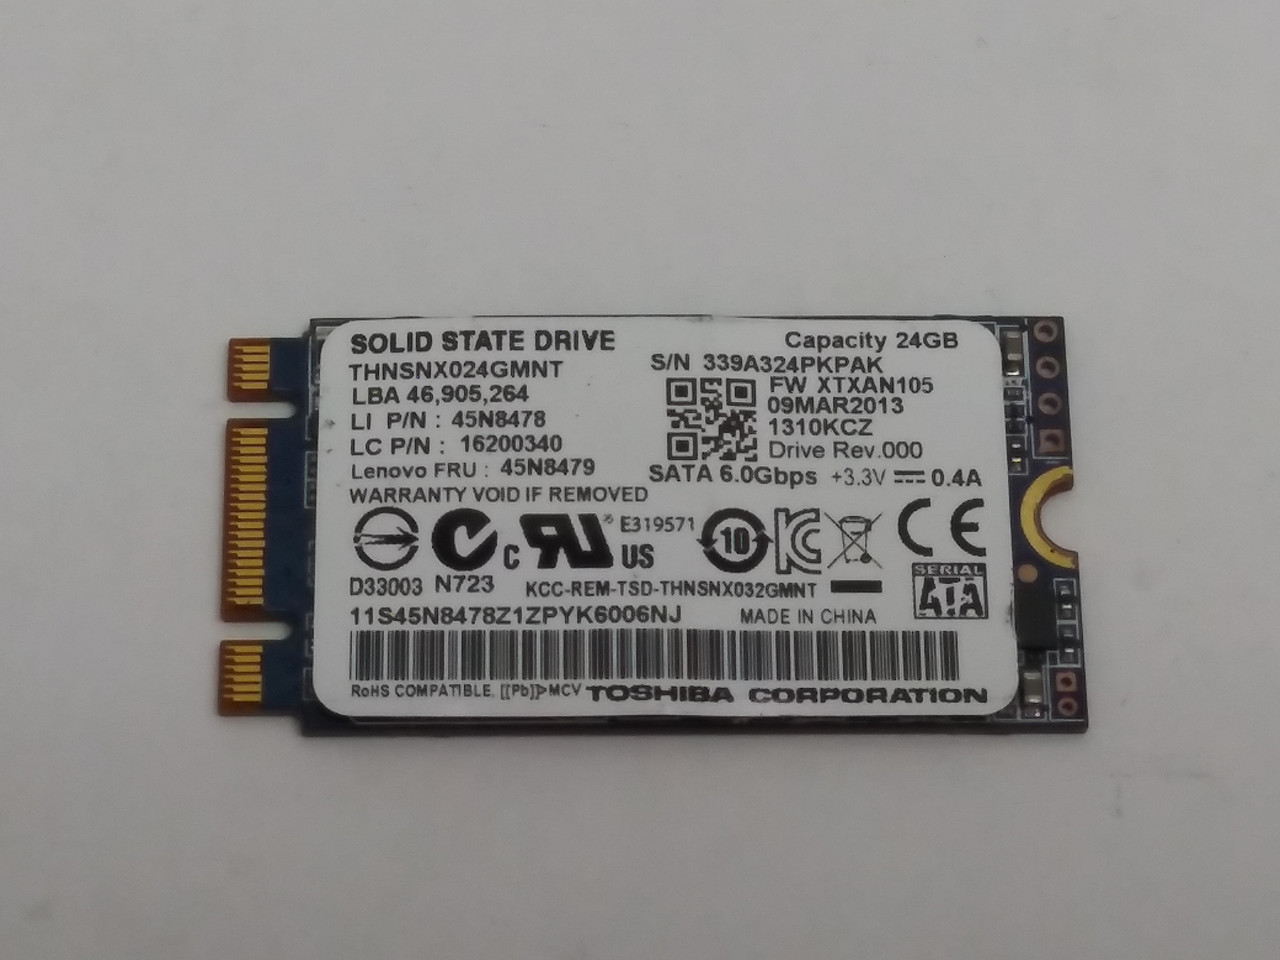 SOLID STATE DRIVE Capacity 24GB
THNSNX024GMNT S/N 339A324PKPAK
LBA 46,905,264 FW XTXAN105
LI P/N : 45N8478 09MAR2013
LC P/N : 16200340 1310KCZ
Lenovo FRU : 45N8479 Drive Rev.000
SATA 6.0Gbps +3.3V 0.4A
WARRANTY VOID IF REMOVED
E319571
c RU US 10 CE
D33003 N723 KCC-REM-TSD-THNSNX032GMNT
SERIAL
ATA
11S45N8478Z1ZPYK6006NJ MADE IN CHINA
RoHS COMPATIBLE, [[Pb]] MCV TOSHIBA CORPORATION